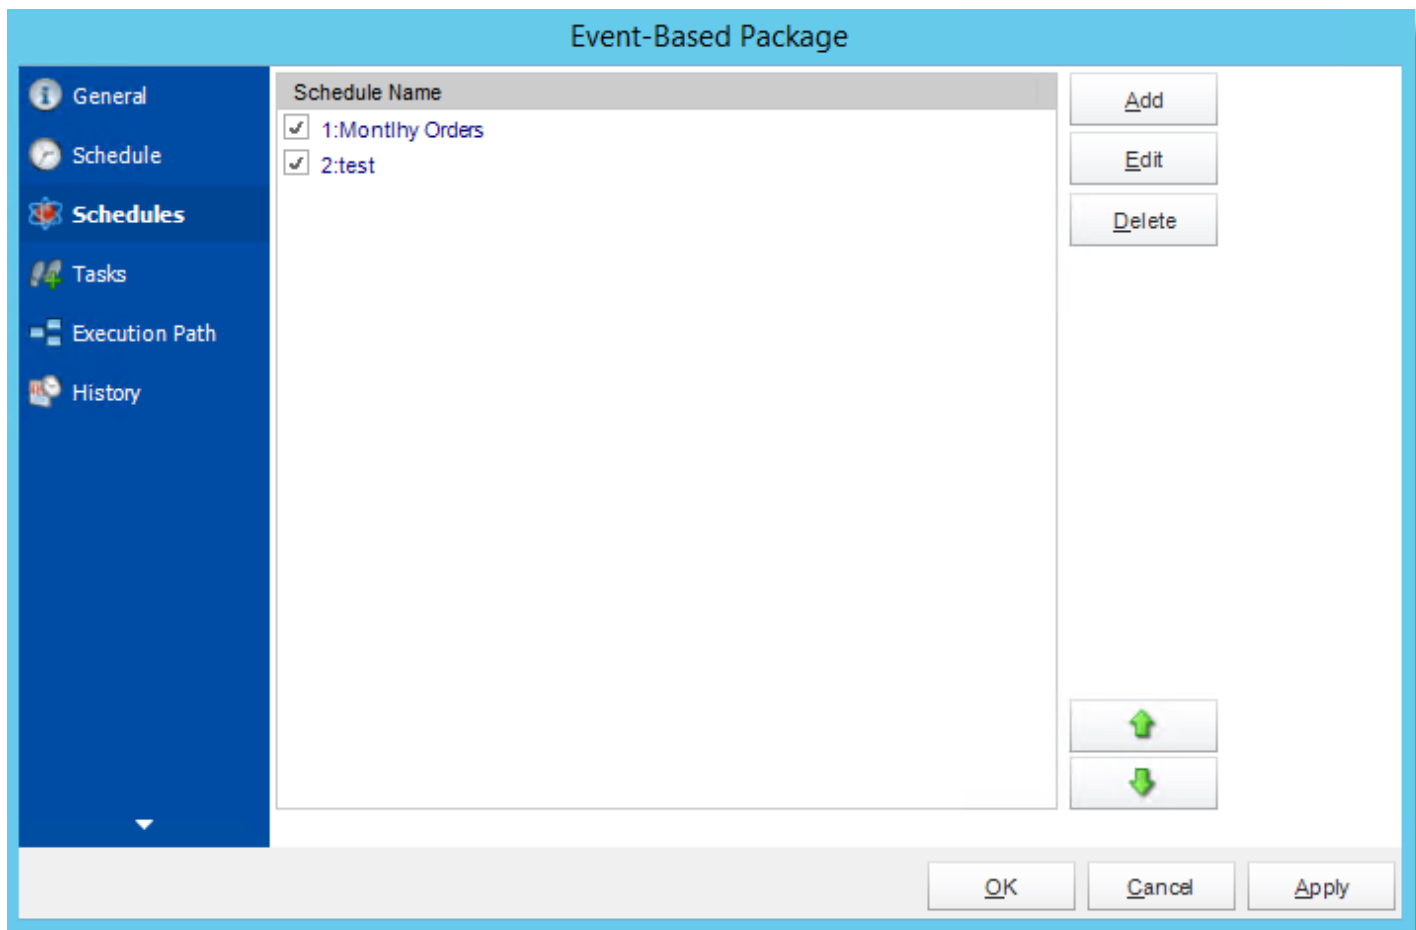 Event-Based Package
General
Schedule
Schedules
Tasks
Execution Path
History
Schedule Name
1:Montlhy Orders
2:test
Add
Edit
Delete
OK
Cancel
Apply